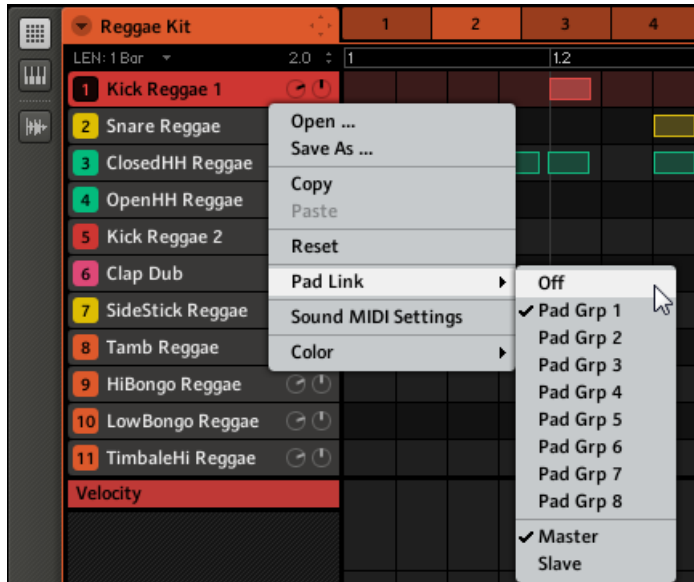 Reggae Kit
1 2 3 4
LEN: 1 Bar 2.0 1 1.2
1 Kick Reggae 1
2 Snare Reggae
3 ClosedHH Reggae
4 OpenHH Reggae
5 Kick Reggae 2
6 Clap Dub
7 SideStick Reggae
8 Tamb Reggae
9 HiBongo Reggae
10 LowBongo Reggae
11 TimbaleHi Reggae
Velocity
Open ...
Save As ...
Copy
Paste
Reset
Pad Link
Sound MIDI Settings
Color
Off
Pad Grp 1
Pad Grp 2
Pad Grp 3
Pad Grp 4
Pad Grp 5
Pad Grp 6
Pad Grp 7
Pad Grp 8
Master
Slave